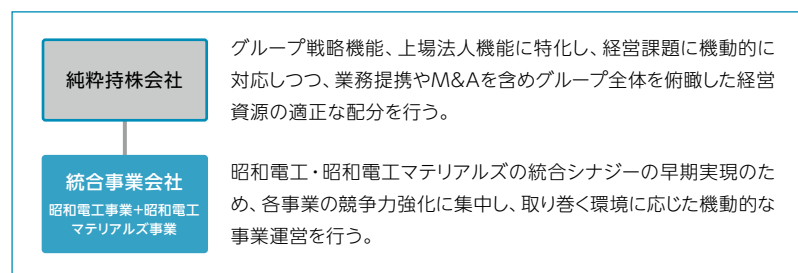 純粋持株会社
グループ戦略機能、上場法人機能に特化し、経営課題に機動的に
対応しつつ、業務提携やM&Aを含めグループ全体を俯瞰した経営
資源の適正な配分を行う。
統合事業会社
昭和電工事業+昭和電工
マテリアルズ事業
昭和電工・昭和電工マテリアルズの統合シナジーの早期実現のた
め、各事業の競争力強化に集中し、取り巻く環境に応じた機動的な
事業運営を行う。